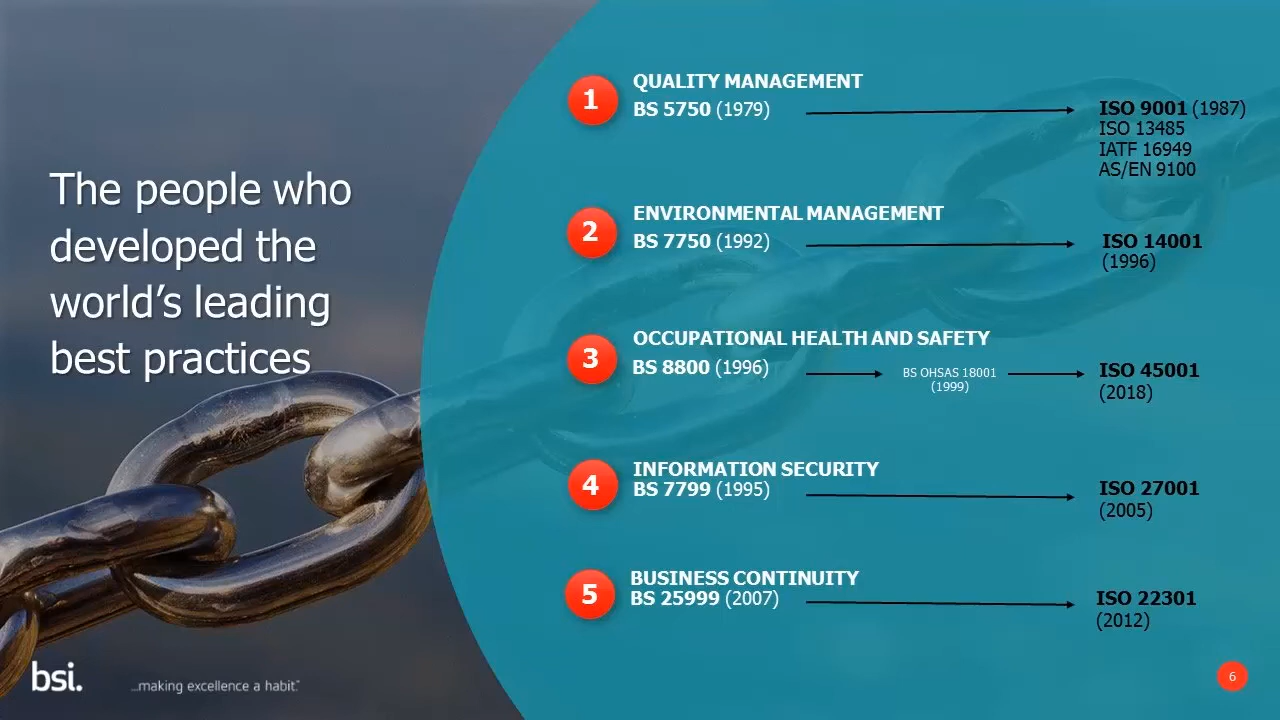 The people who
developed the
world's leading
best practices
1
QUALITY MANAGEMENT
BS 5750 (1979)
ISO 9001 (1987)
ISO 13485
IATF 16949
AS/EN 9100
2
ENVIRONMENTAL MANAGEMENT
BS 7750 (1992)
ISO 14001
(1996)
3
OCCUPATIONAL HEALTH AND SAFETY
BS 8800 (1996)
BS OHSAS 18001
(1999)
ISO 45001
(2018)
4
INFORMATION SECURITY
BS 7799 (1995)
ISO 27001
(2005)
5
BUSINESS CONTINUITY
BS 25999 (2007)
ISO 22301
(2012)
bsi.
...making excellence a habit.™
6